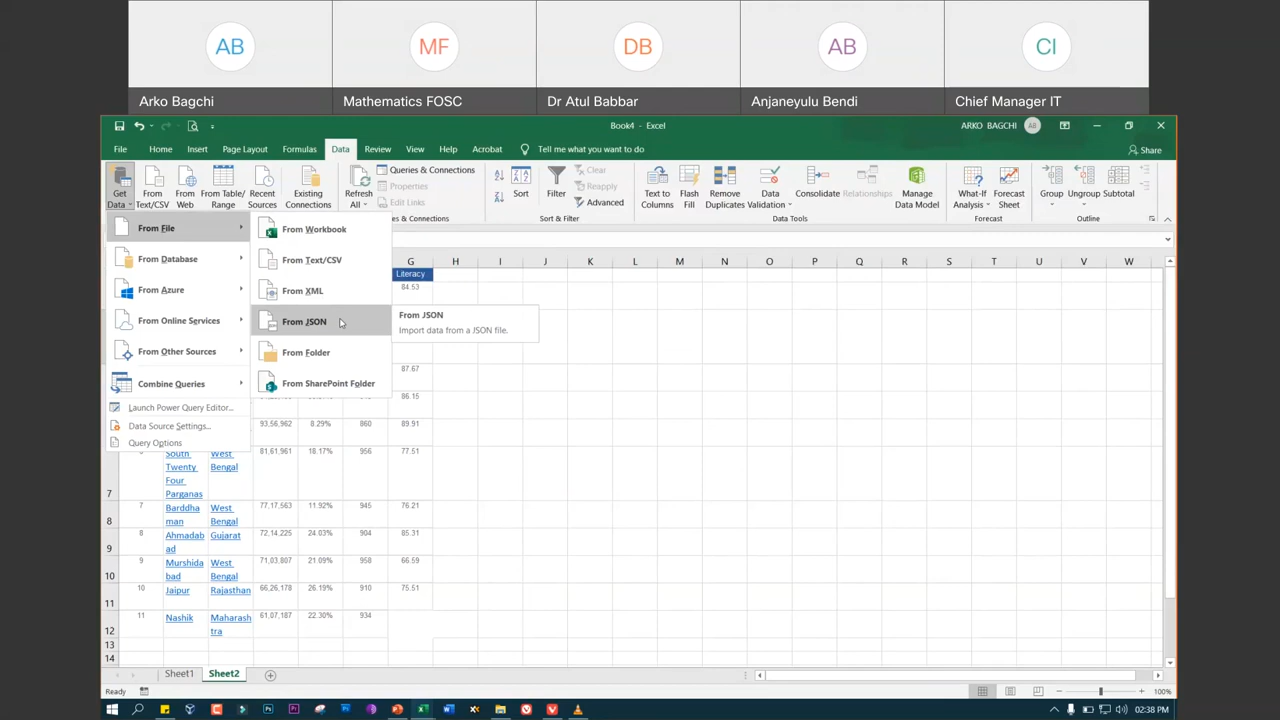 AB
MF
DB
AB
CI
Arko Bagchi
Mathematics FOSC
Dr Atul Babbar
Anjaneyulu Bendi
Chief Manager IT
Book4 - Excel
ARKO BAGCHI
AB
File
Home
Insert
Page Layout
Formulas
Data
Review
View
Help
Acrobat
Tell me what you want to do
Share
Get
Data
From
Text/CSV
From
Web
From Table/
Range
Recent
Sources
Existing
Connections
Refresh
All
Queries & Connections
Properties
Edit Links
& Connections
Sort
Filter
Clear
Reapply
Advanced
Sort & Filter
Text to
Columns
Flash
Fill
Remove
Duplicates
Data
Validation
Consolidate
Relationships
Manage
Data Model
Data Tools
What-If
Analysis
Forecast
Sheet
Forecast
Group
Ungroup
Subtotal
Outline
From File
From Database
From Azure
From Online Services
From Other Sources
Combine Queries
Launch Power Query Editor...
Data Source Settings...
Query Options
From Workbook
From Text/CSV
From XML
From JSON
From Folder
From SharePoint Folder
From JSON
Import data from a JSON file.
G H I J K L M N O P Q R S T U V W
Literacy
84.53
87.67
86.15
93,56,962 8.29% 860 89.91
South
Twenty
Four
Parganas
West
Bengal
81,61,961 18.17% 956 77.51
7
7
Barddha
man
West
Bengal
77,17,563 11.92% 945 76.21
8
8
Ahmadab
ad
Gujarat
72,14,225 24.03% 904 85.31
9
9
Murshida
bad
West
Bengal
71,03,807 21.09% 958 66.59
10
10 Jaipur Rajasthan 66,26,178 26.19% 910 75.51
11
11 Nashik
Maharash
tra
61,07,187 22.30% 934
12
13
14
Sheet1
Sheet2
Ready
100%
02:38 PM